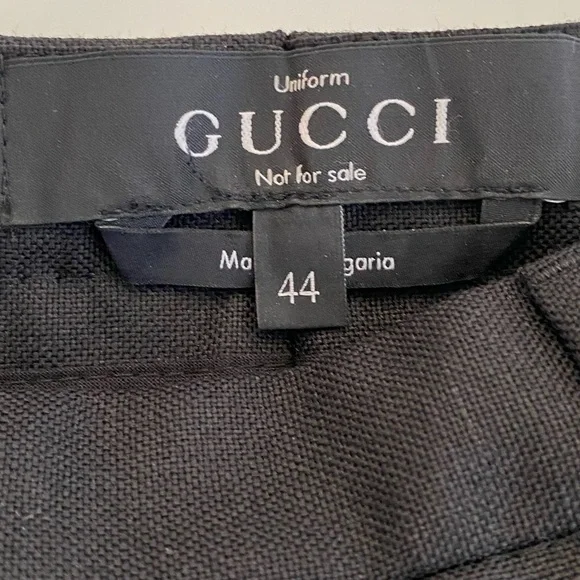 Uniform
GUCCI
Not for sale
Ma garia
44